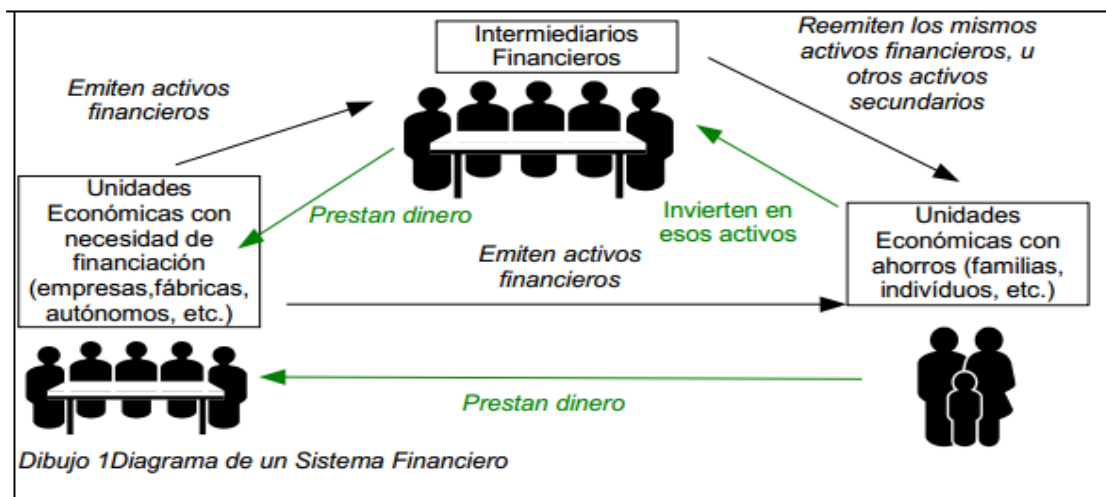 Intermiediarios
Financieros
Reemiten los mismos
activos financieros, u
otros activos
secundarios
Emiten activos
financieros
Unidades
Económicas con
necesidad de
financiación
(empresas,fábricas,
autónomos, etc.)
Prestan dinero
Invierten en
esos activos
Emiten activos
financieros
Unidades
Económicas con
ahorros (familias,
indivíduos, etc.)
Prestan dinero
Dibujo 1Diagrama de un Sistema Financiero